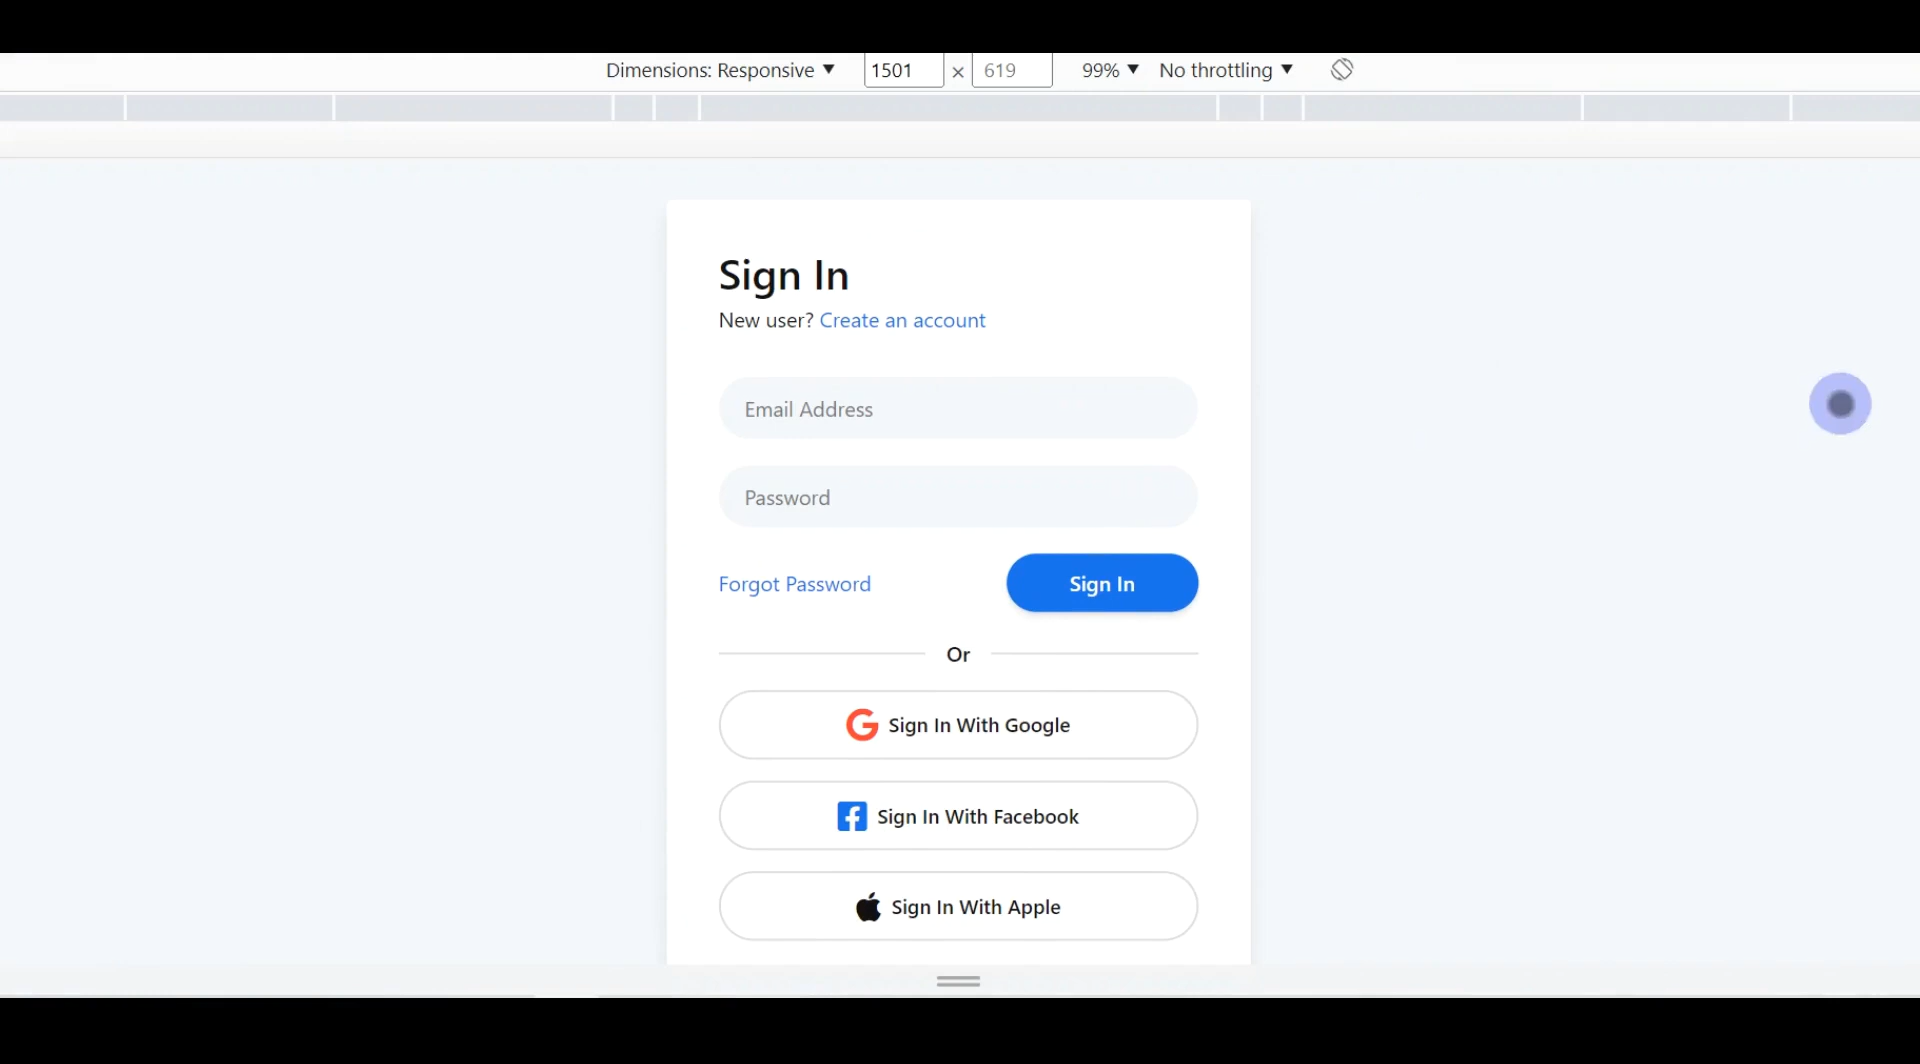 Dimensions: Responsive ▼ 1501 × 619 99% ▼ No throttling ▼
Sign In
New user? Create an account
Email Address
Password
Forgot Password Sign In
Or
Sign In With Google
Sign In With Facebook
Sign In With Apple